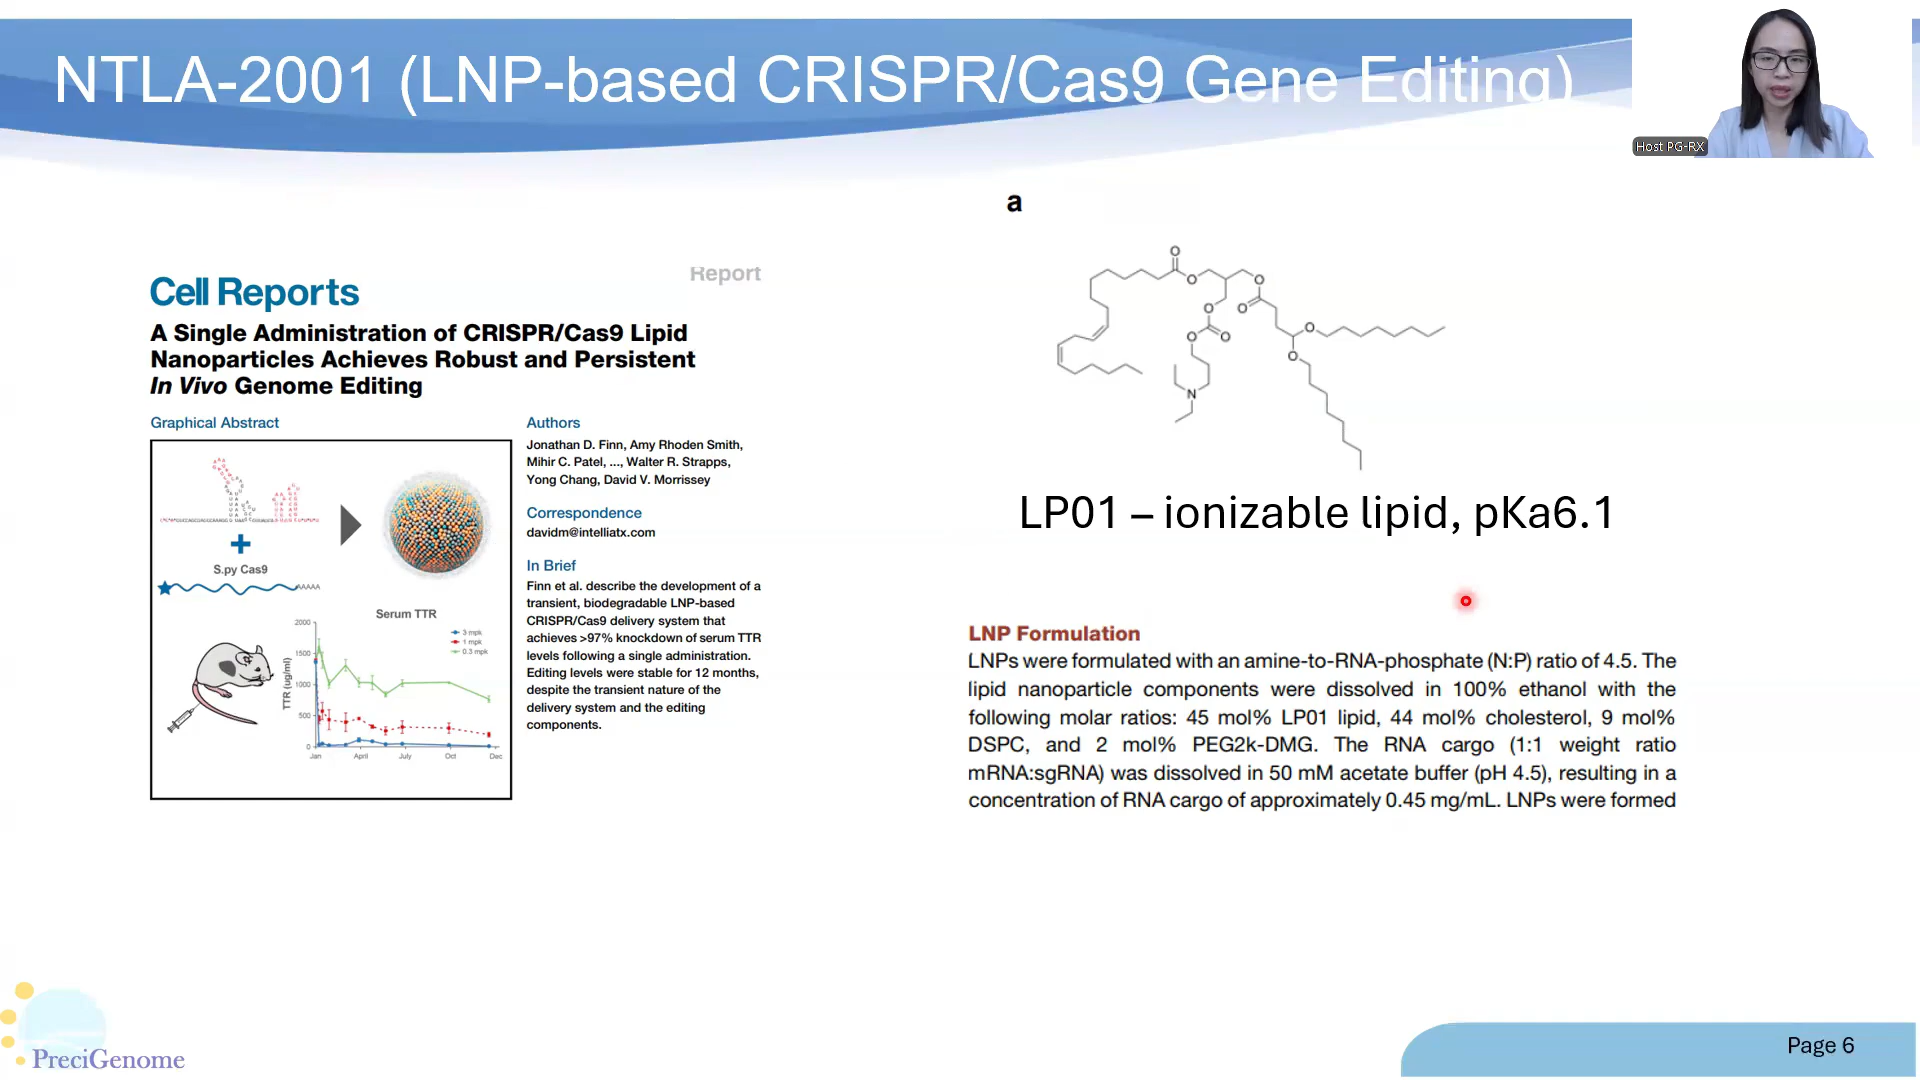 NTLA-2001 (LNP-based CRISPR/Cas9 Gene Editing)
Host PG-RX
Report
Cell Reports
A Single Administration of CRISPR/Cas9 Lipid
Nanoparticles Achieves Robust and Persistent
In Vivo Genome Editing
Graphical Abstract
+
S.py Cas9
AAAAA
Serum TTR
3 mpk
1 mpk
0.3 mpk
TTR (ug/ml)
2000
1500
1000
500
0
Jan April July Oct Dec
Authors
Jonathan D. Finn, Amy Rhoden Smith,
Mihir C. Patel, ..., Walter R. Strapps,
Yong Chang, David V. Morrissey
Correspondence
davidm@intelliatx.com
In Brief
Finn et al. describe the development of a
transient, biodegradable LNP-based
CRISPR/Cas9 delivery system that
achieves >97% knockdown of serum TTR
levels following a single administration.
Editing levels were stable for 12 months,
despite the transient nature of the
delivery system and the editing
components.
a
O
O
O
O
O
O
O
O
O
O
N
LP01 – ionizable lipid, pKa6.1
LNP Formulation
LNPs were formulated with an amine-to-RNA-phosphate (N:P) ratio of 4.5. The
lipid nanoparticle components were dissolved in 100% ethanol with the
following molar ratios: 45 mol% LP01 lipid, 44 mol% cholesterol, 9 mol%
DSPC, and 2 mol% PEG2k-DMG. The RNA cargo (1:1 weight ratio
mRNA:sgRNA) was dissolved in 50 mM acetate buffer (pH 4.5), resulting in a
concentration of RNA cargo of approximately 0.45 mg/mL. LNPs were formed
PreciGenome
Page 6